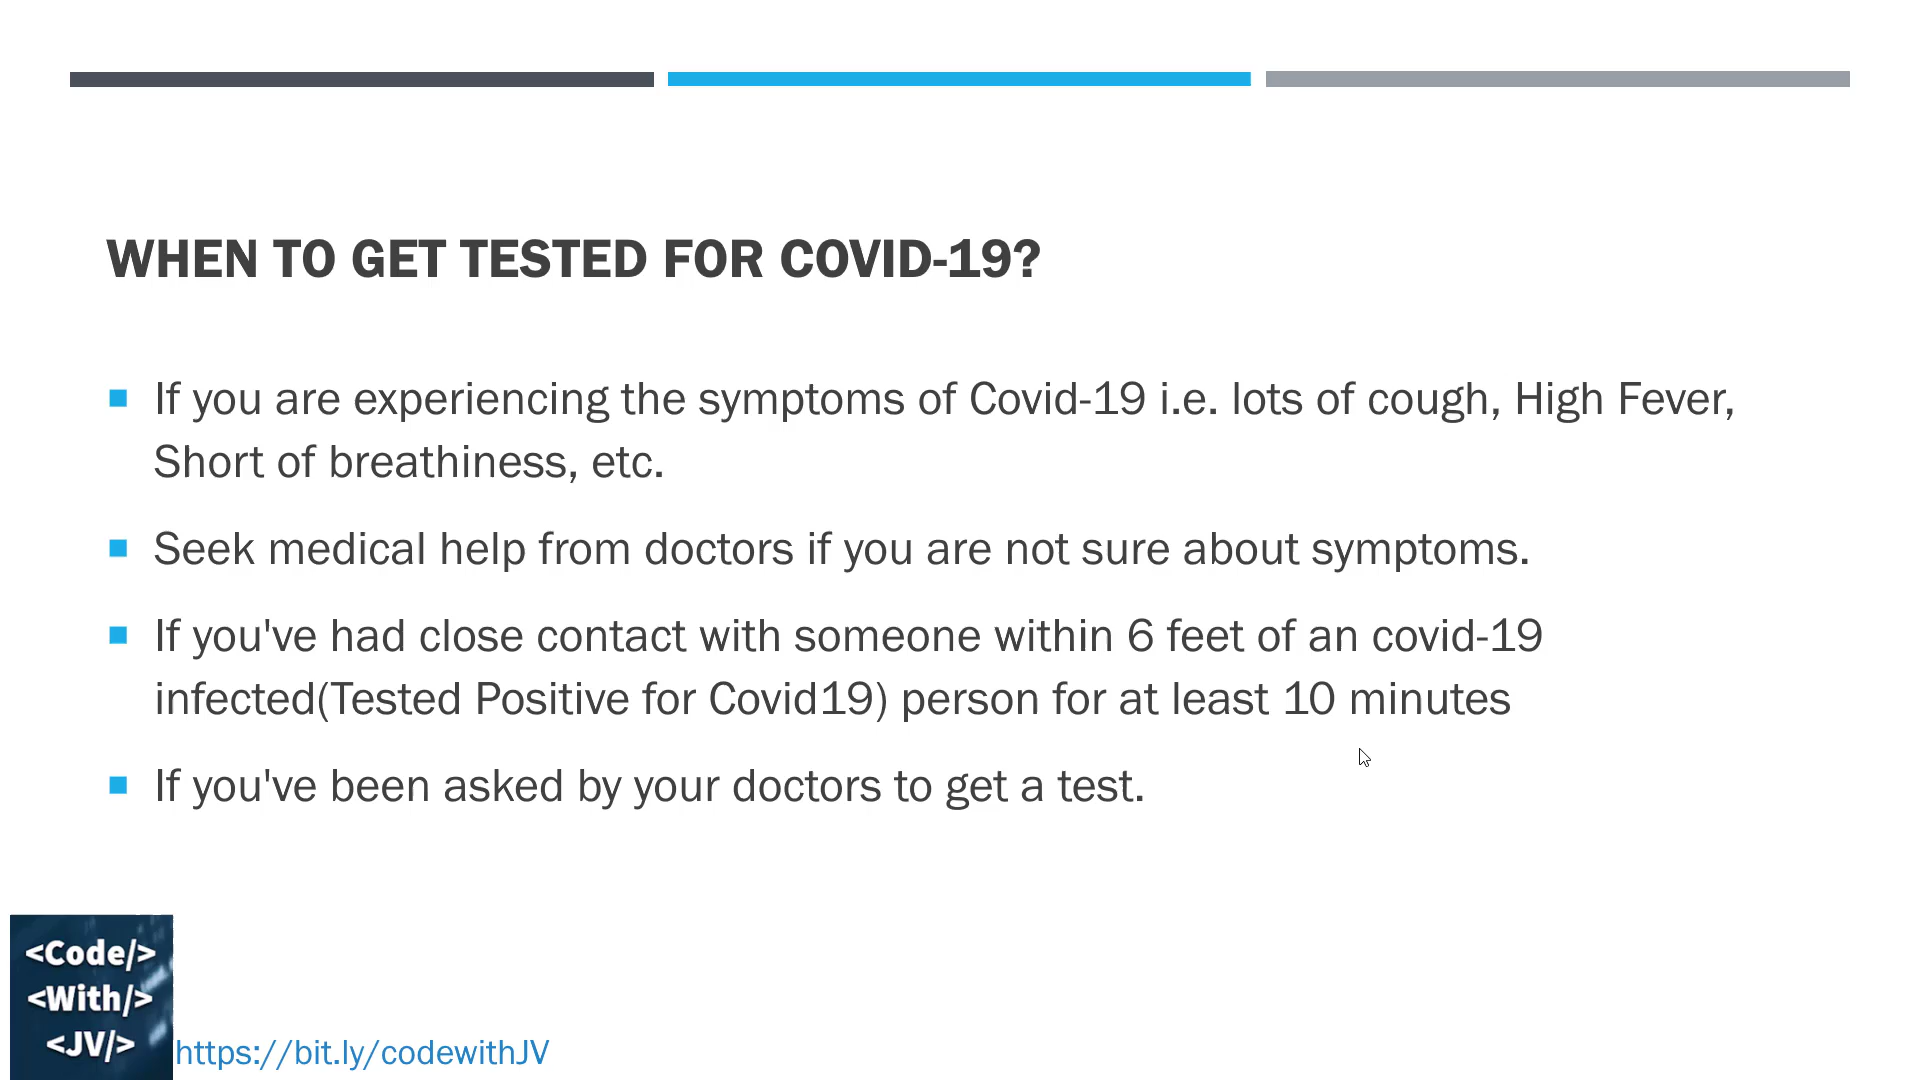 WHEN TO GET TESTED FOR COVID-19?
If you are experiencing the symptoms of Covid-19 i.e. lots of cough, High Fever,
Short of breathiness, etc.
Seek medical help from doctors if you are not sure about symptoms.
If you've had close contact with someone within 6 feet of an covid-19
infected(Tested Positive for Covid19) person for at least 10 minutes
If you've been asked by your doctors to get a test.
<Code/>
<With/>
<JV/>
https://bit.ly/codewithJV